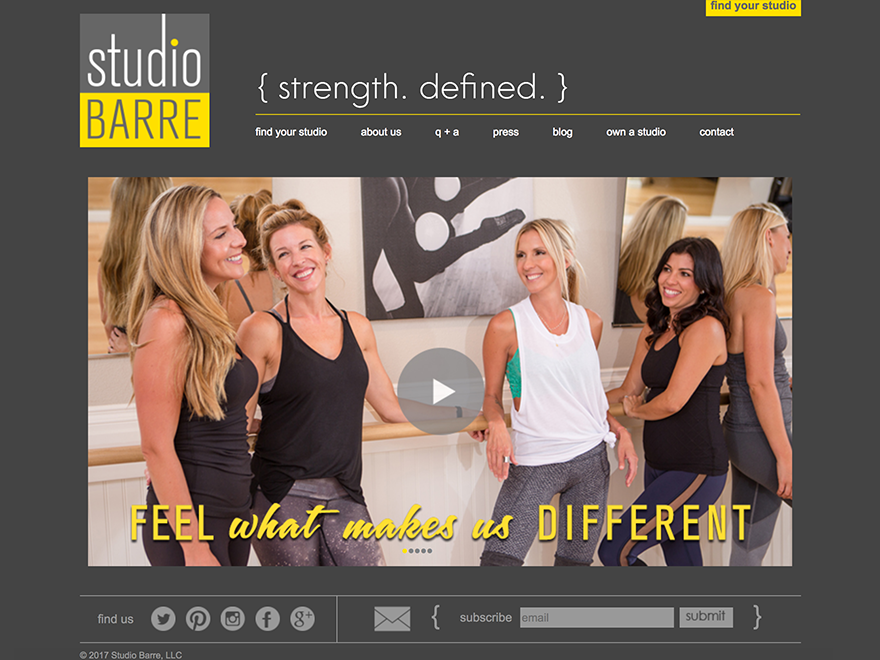 find your studio
studio
BARRE
{ strength. defined. }
find your studio about us q + a press blog own a studio contact
FEEL what makes us DIFFERENT
find us
{ subscribe email submit }
© 2017 Studio Barre, LLC